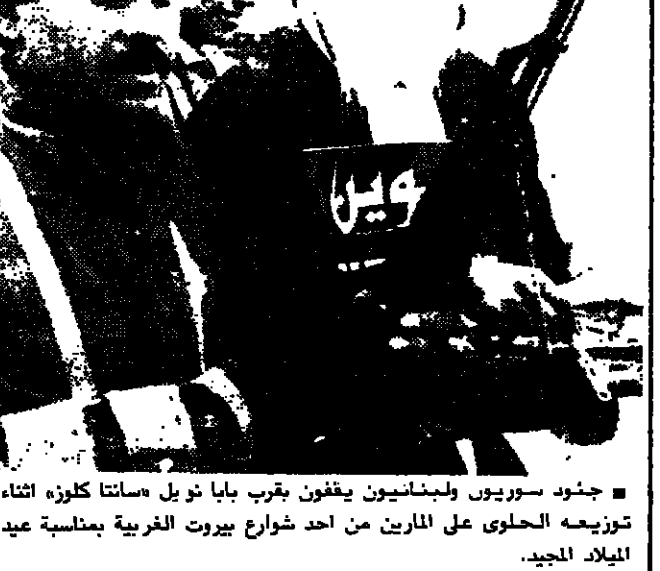 ويل
■ جنود سوريون ولبنانيون يقفون بقرب بابا نويل «سانتا كلوز» اثناء
توزيعه الحلوى على المارين من احد شوارع بيروت الغربية بمناسبة عيد
الميلاد المجيد.